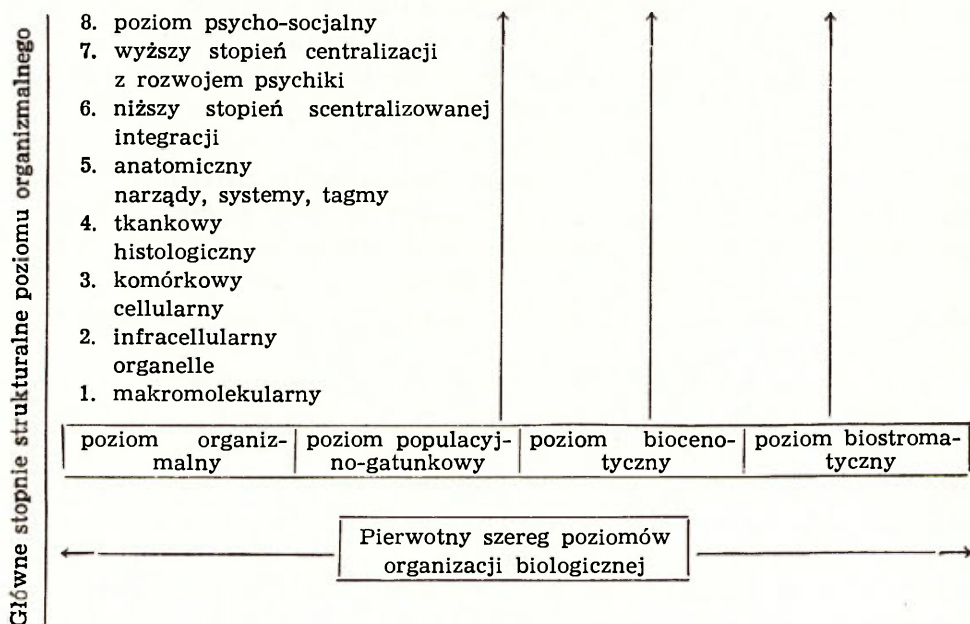 Główne stopnie strukturalne poziomu organizmalnego
8. poziom psycho-socjalny
7. wyższy stopień centralizacji
z rozwojem psychiki
6. niższy stopień scentralizowanej
integracji
5. anatomiczny
narządy, systemy, tagmy
4. tkankowy
histologiczny
3. komórkowy
cellularny
2. infracellularny
organelle
1. makromolekularny
poziom organiz-
malny
poziom populacyj-
no-gatunkowy
poziom bioceno-
tyczny
poziom biostroma-
tyczny
Pierwotny szereg poziomów
organizacji biologicznej